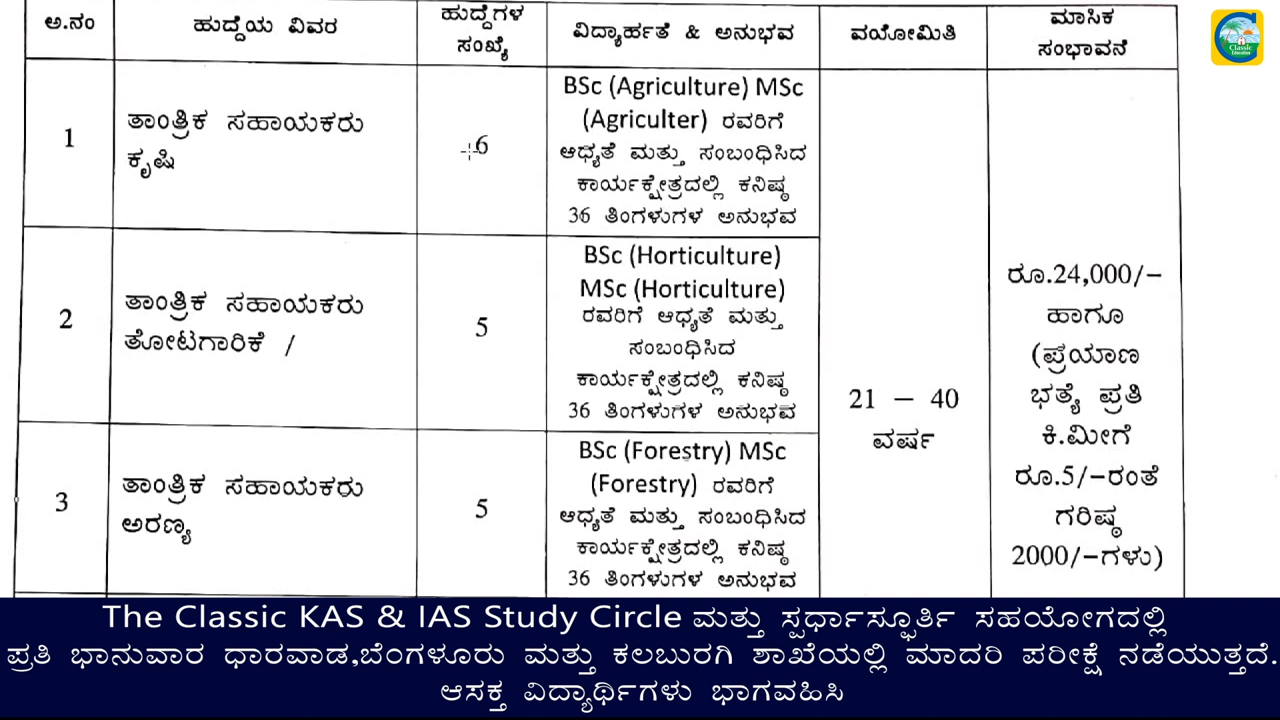 ಅ.ನಂ
ಹುದ್ದೆಯ ವಿವರ
ಹುದ್ದೆಗಳ
ಸಂಖ್ಯೆ
ವಿದ್ಯಾರ್ಹತೆ & ಅನುಭವ
ವಯೋಮಿತಿ
ಮಾಸಿಕ
ಸಂಭಾವನೆ
1
ತಾಂತ್ರಿಕ ಸಹಾಯಕರು
ಕೃಷಿ
6
BSc (Agriculture) MSc
(Agriculter) ರವರಿಗೆ
ಆಧ್ಯತೆ ಮತ್ತು ಸಂಬಂಧಿಸಿದ
ಕಾರ್ಯಕ್ಷೇತ್ರದಲ್ಲಿ ಕನಿಷ್ಠ
36 ತಿಂಗಳುಗಳ ಅನುಭವ
2
ತಾಂತ್ರಿಕ ಸಹಾಯಕರು
ತೋಟಗಾರಿಕೆ /
5
BSc (Horticulture)
MSc (Horticulture)
ರವರಿಗೆ ಆಧ್ಯತೆ ಮತ್ತು
ಸಂಬಂಧಿಸಿದ
ಕಾರ್ಯಕ್ಷೇತ್ರದಲ್ಲಿ ಕನಿಷ್ಠ
36 ತಿಂಗಳುಗಳ ಅನುಭವ
3
ತಾಂತ್ರಿಕ ಸಹಾಯಕರು
ಅರಣ್ಯ
5
BSc (Forestry) MSc
(Forestry) ರವರಿಗೆ
ಆಧ್ಯತೆ ಮತ್ತು ಸಂಬಂಧಿಸಿದ
ಕಾರ್ಯಕ್ಷೇತ್ರದಲ್ಲಿ ಕನಿಷ್ಠ
36 ತಿಂಗಳುಗಳ ಅನುಭವ
21 – 40
ವರ್ಷ
ರೂ.24,000/–
ಹಾಗೂ
(ಪ್ರಯಾಣ
ಭತ್ಯೆ ಪ್ರತಿ
ಕಿ.ಮೀಗೆ
ರೂ.5/–ರಂತೆ
ಗರಿಷ್ಠ
2000/–ಗಳು)
Classic
Education
The Classic KAS & IAS Study Circle ಮತ್ತು ಸ್ಪರ್ಧಾಸ್ಫೂರ್ತಿ ಸಹಯೋಗದಲ್ಲಿ
ಪ್ರತಿ ಭಾನುವಾರ ಧಾರವಾಡ,ಬೆಂಗಳೂರು ಮತ್ತು ಕಲಬುರಗಿ ಶಾಖೆಯಲ್ಲಿ ಮಾದರಿ ಪರೀಕ್ಷೆ ನಡೆಯುತ್ತದೆ.
ಆಸಕ್ತ ವಿದ್ಯಾರ್ಥಿಗಳು ಭಾಗವಹಿಸಿ